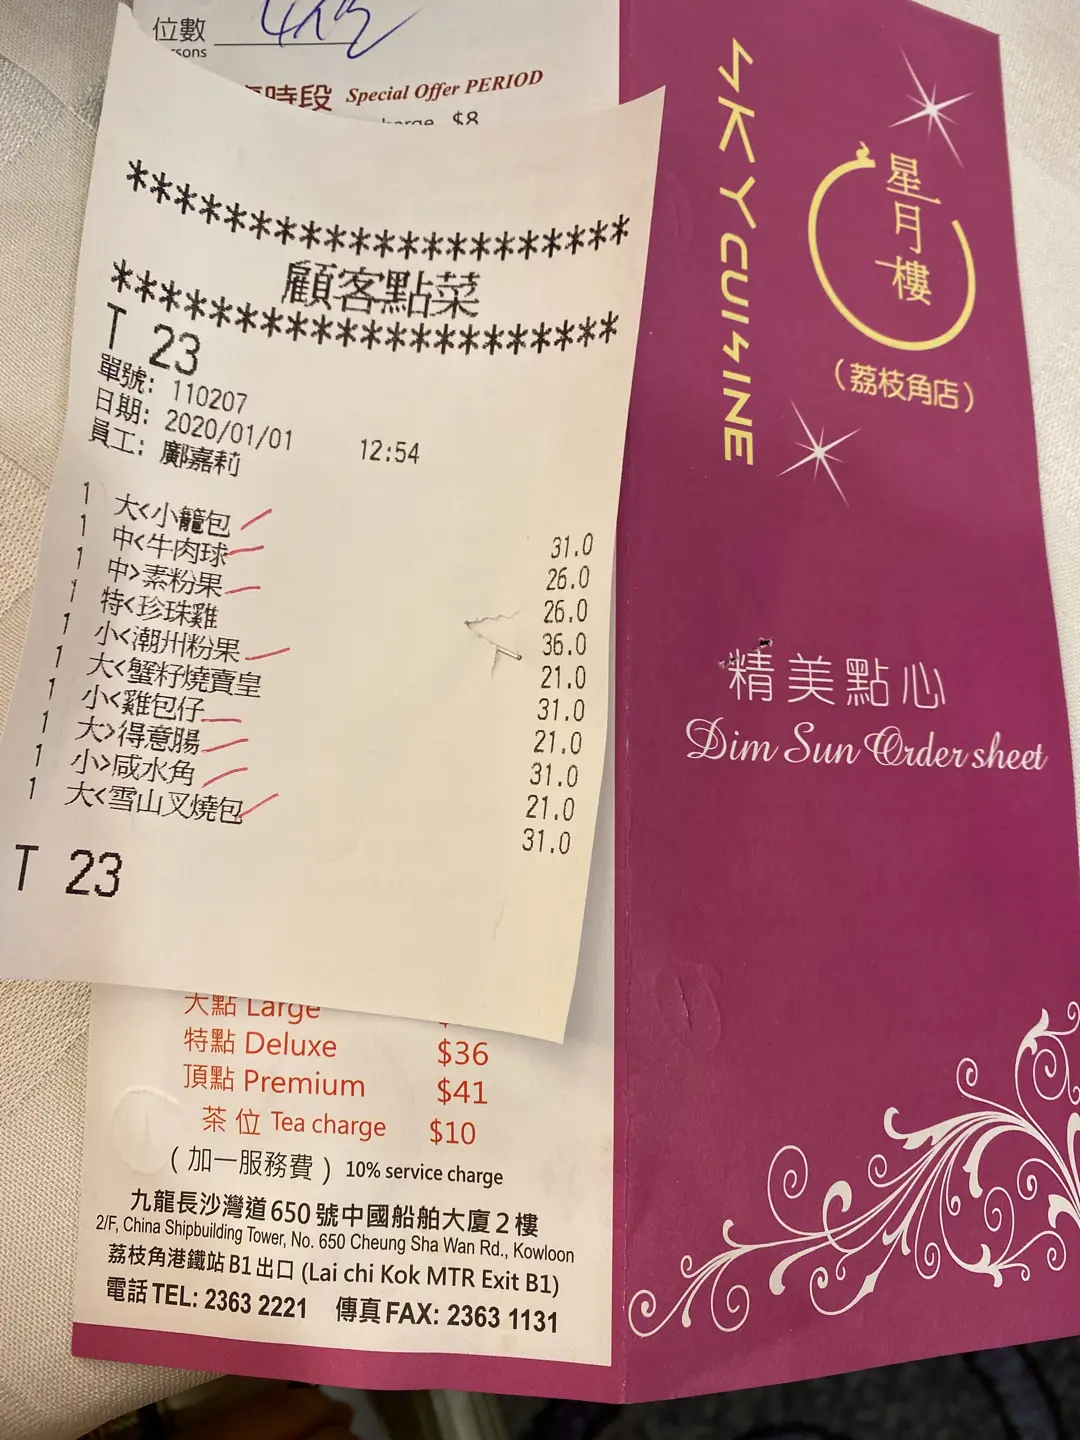 位數
時段 Special Offer PERIOD
$8
********************
顧客點菜
********************
T 23
單號: 110207
日期: 2020/01/01 12:54
員工: 鄺嘉莉
1 大<小籠包 31.0
1 中<牛肉球 26.0
1 中>素粉果 26.0
1 特<珍珠雞 36.0
1 小<潮州粉果 21.0
1 大<蟹籽燒賣皇 31.0
1 小<雞包仔 21.0
1 大>得意腸 31.0
1 小>咸水角 21.0
1 大<雪山叉燒包 31.0
T 23
大點 Large
特點 Deluxe $36
頂點 Premium $41
茶位 Tea charge $10
(加一服務費) 10% service charge
九龍長沙灣道650號中國船舶大廈2樓
2/F, China Shipbuilding Tower, No. 650 Cheung Sha Wan Rd., Kowloon
荔枝角港鐵站B1出口 (Lai chi Kok MTR Exit B1)
電話TEL: 2363 2221 傳真FAX: 2363 1131
SKY CUISINE
星月樓
(荔枝角店)
精美點心
Dim Sun Order sheet